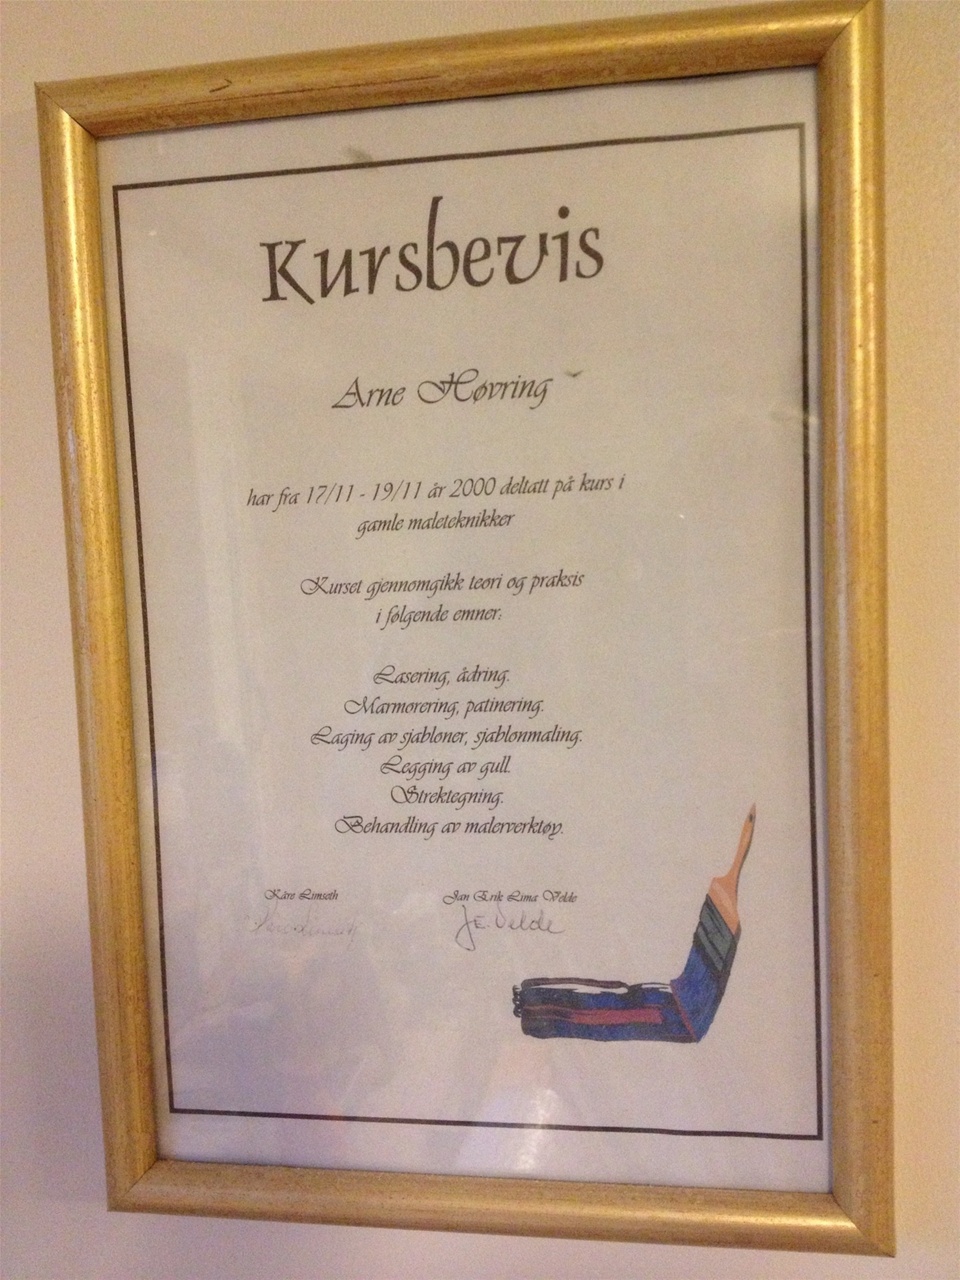 Kursbevis
Arne Høvring
har fra 17/11 - 19/11 år 2000 deltatt på kurs i
gamle maleteknikker
Kurset gjennomgikk teori og praksis
i følgende emner:
Lasering, ådring.
Marmorering, patinering.
Laging av sjabloner, sjablonmaling.
Legging av gull.
Strektegning.
Behandling av malerverktøy.
Kåre Limseth
Jan Erik Lima Velde
J.E. Velde